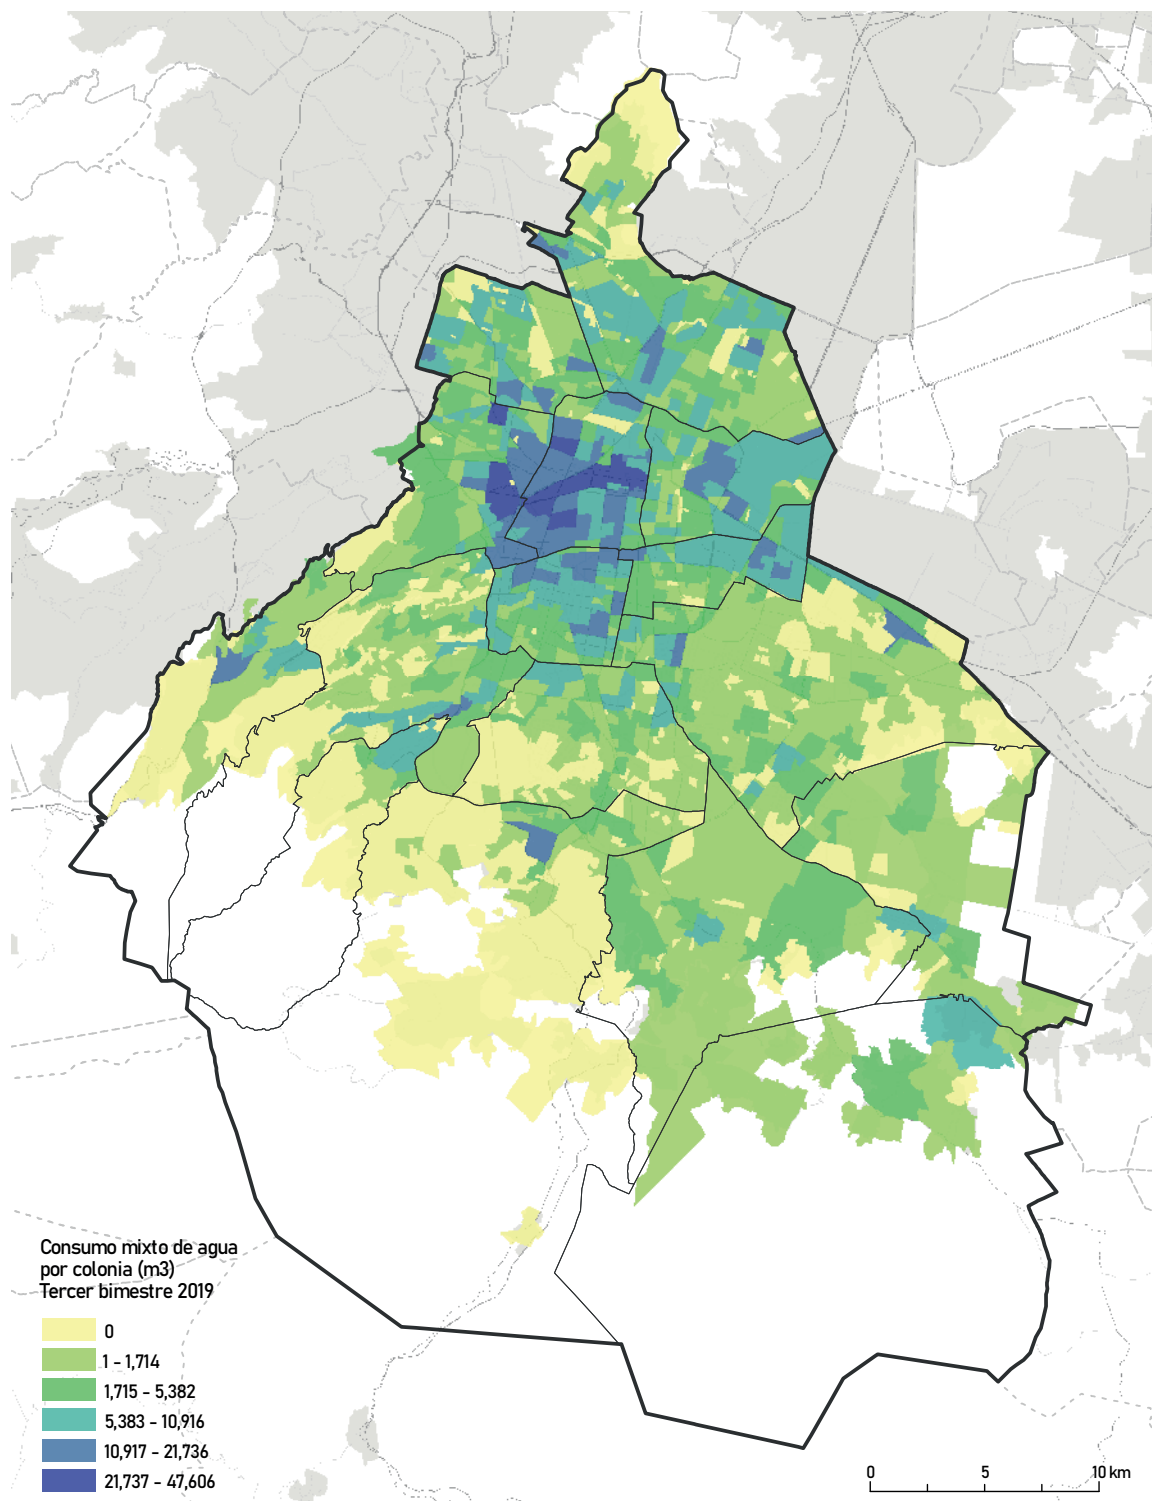 Consumo mixto de agua
por colonia (m3)
Tercer bimestre 2019
0
1 - 1,714
1,715 - 5,382
5,383 - 10,916
10,917 - 21,736
21,737 - 47,606
0 5 10 km